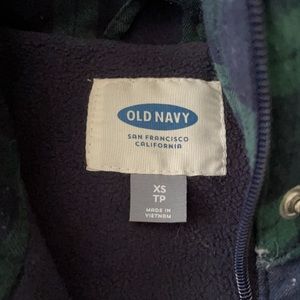 OLD NAVY
SAN FRANCISCO
CALIFORNIA
XS
TP
MADE IN
VIETNAM